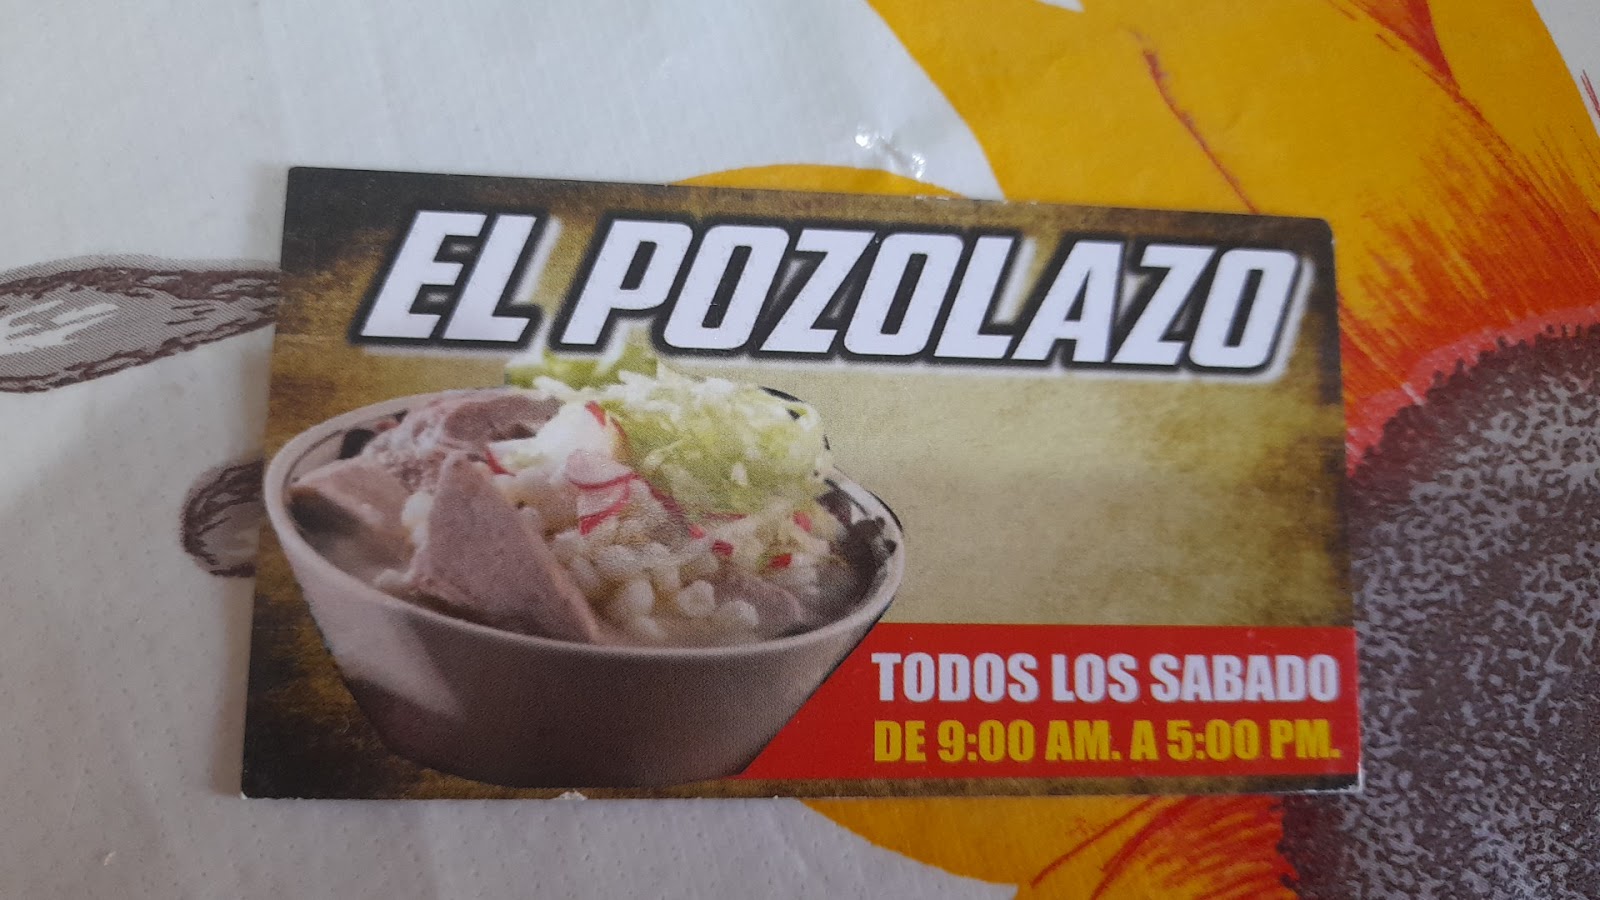 EL POZOLAZO
TODOS LOS SABADO
DE 9:00 AM. A 5:00 PM.